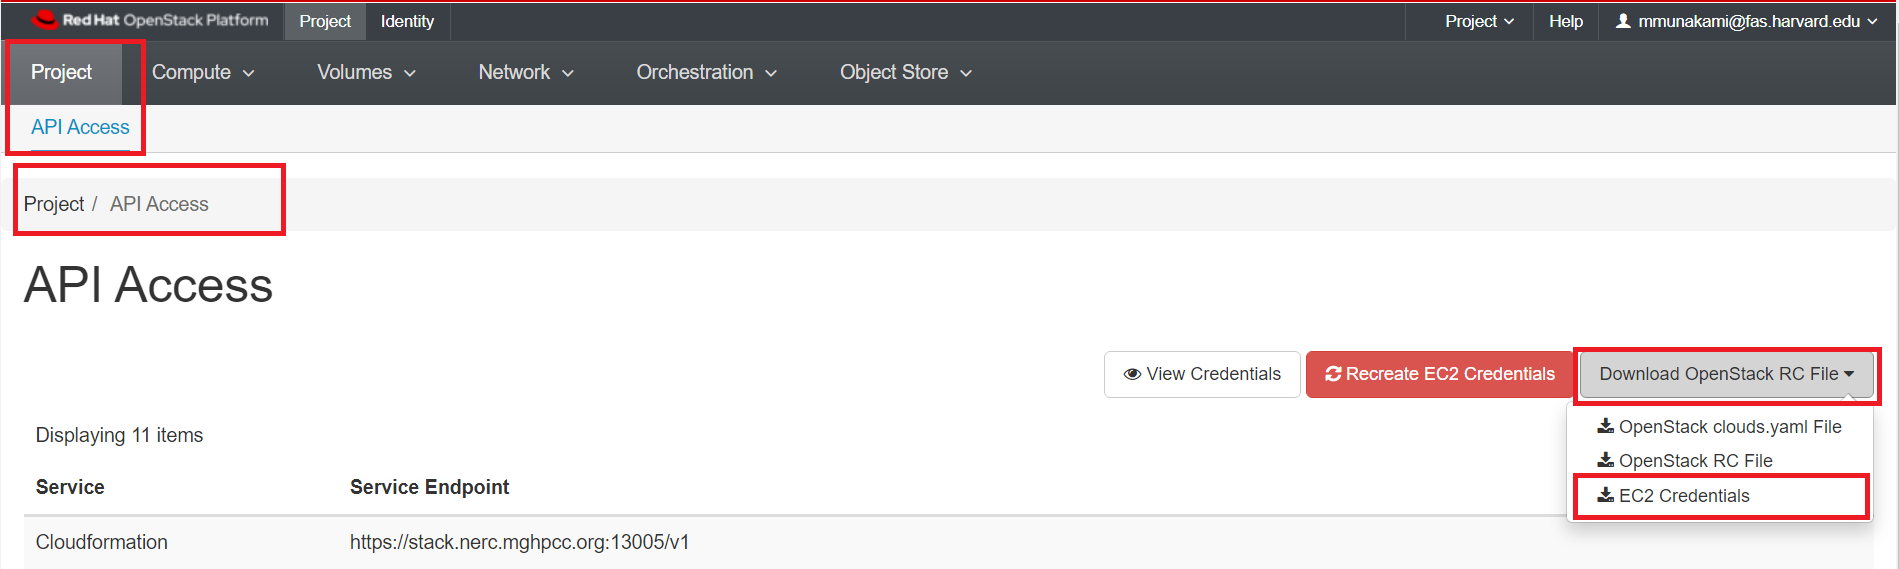 Red Hat OpenStack Platform Project Identity Project Help mmunakami@fas.harvard.edu
Project Compute Volumes Network Orchestration Object Store
API Access
Project / API Access
API Access
View Credentials Recreate EC2 Credentials Download OpenStack RC File
OpenStack clouds.yaml File
OpenStack RC File
EC2 Credentials
Displaying 11 items
Service Service Endpoint
Cloudformation https://stack.nerc.mghpcc.org:13005/v1